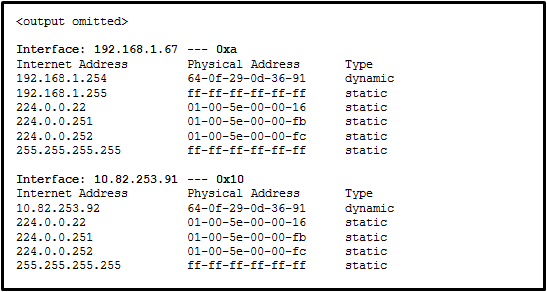 <output omitted>
Interface: 192.168.1.67 --- 0xa
Internet Address Physical Address Type
192.168.1.254 64-0f-29-0d-36-91 dynamic
192.168.1.255 ff-ff-ff-ff-ff-ff static
224.0.0.22 01-00-5e-00-00-16 static
224.0.0.251 01-00-5e-00-00-fb static
224.0.0.252 01-00-5e-00-00-fc static
255.255.255.255 ff-ff-ff-ff-ff-ff static
Interface: 10.82.253.91 --- 0x10
Internet Address Physical Address Type
10.82.253.92 64-0f-29-0d-36-91 dynamic
224.0.0.22 01-00-5e-00-00-16 static
224.0.0.251 01-00-5e-00-00-fb static
224.0.0.252 01-00-5e-00-00-fc static
255.255.255.255 ff-ff-ff-ff-ff-ff static